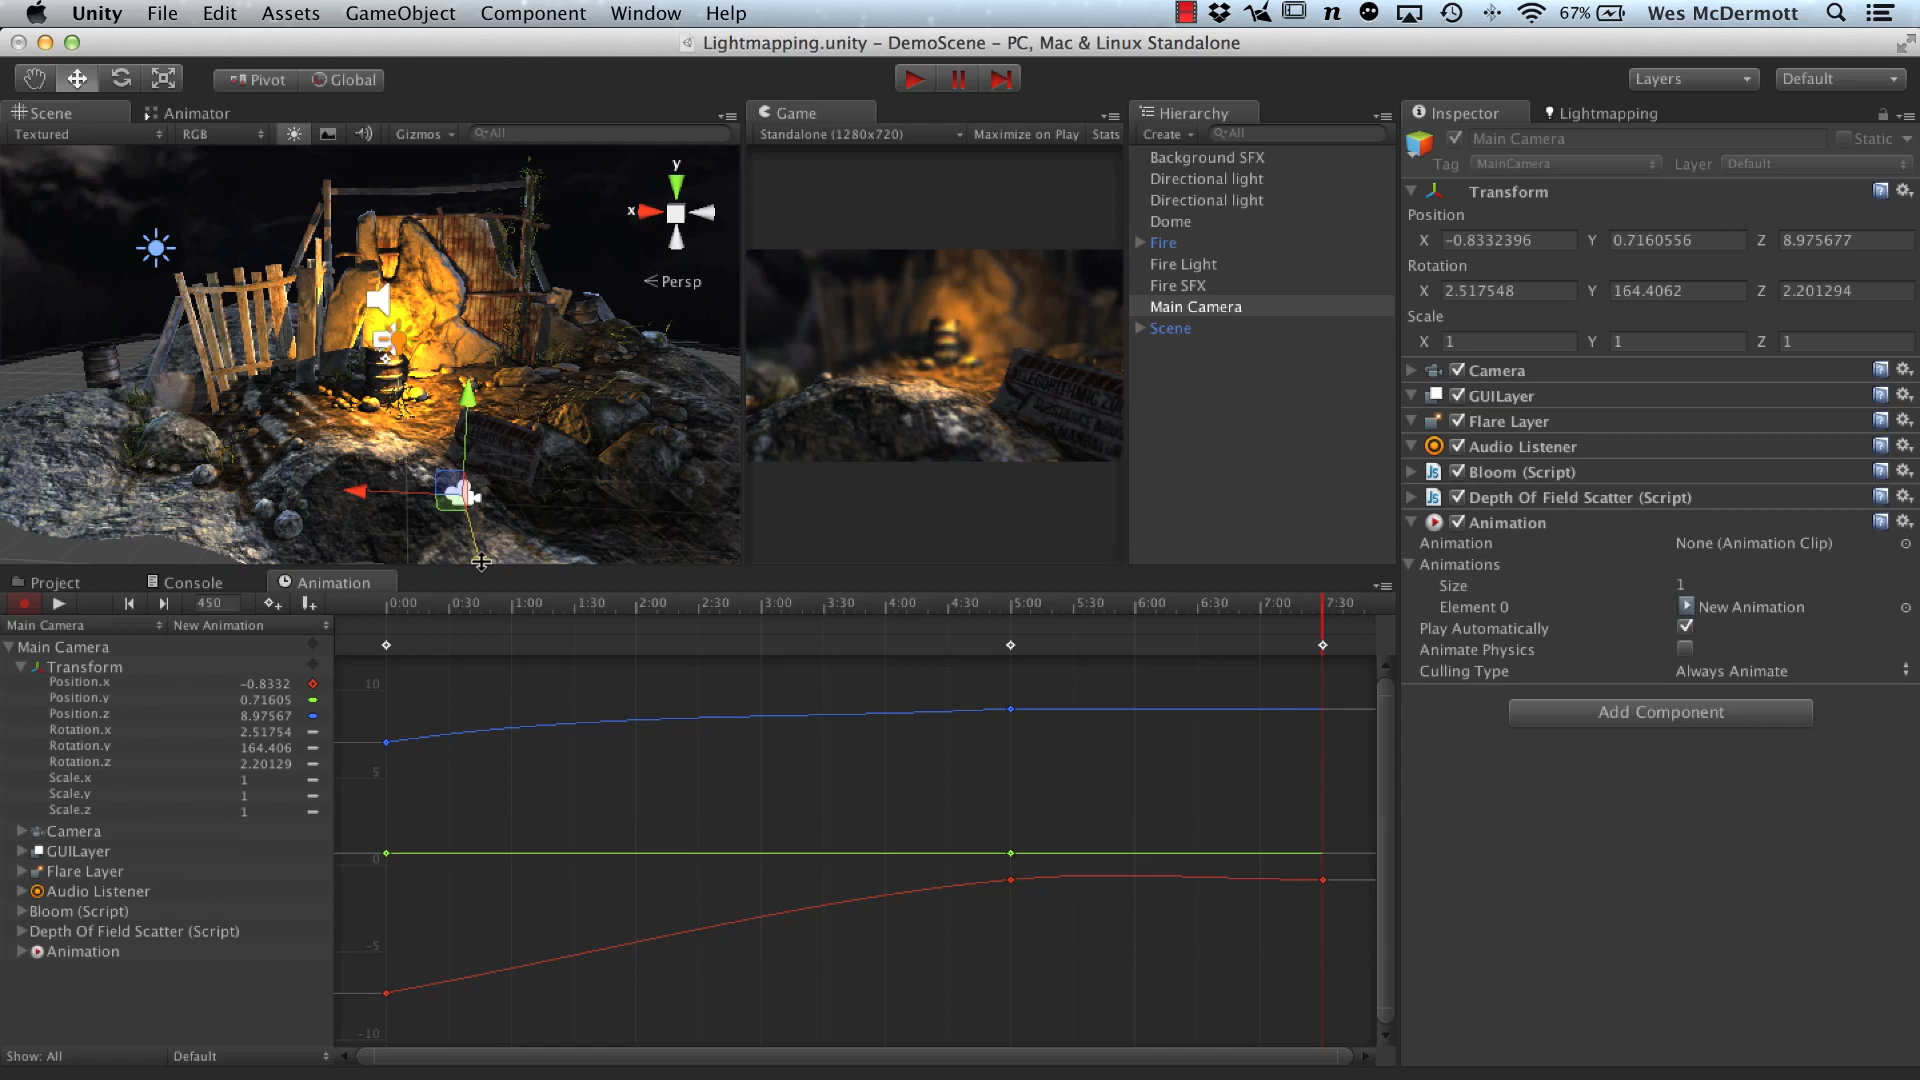 Unity File Edit Assets GameObject Component Window Help 67% Wes McDermott
Lightmapping.unity – DemoScene – PC, Mac & Linux Standalone
Pivot Global Layers Default
Scene Animator
Textured RGB Gizmos All
y
x
Persp
Game
Standalone (1280x720) Maximize on Play Stats
Hierarchy
Create All
Background SFX
Directional light
Directional light
Dome
Fire
Fire Light
Fire SFX
Main Camera
Scene
Inspector Lightmapping
Main Camera Static
Tag MainCamera Layer Default
Transform
Position
X -0.8332396 Y 0.7160556 Z 8.975677
Rotation
X 2.517548 Y 164.4062 Z 2.201294
Scale
X 1 Y 1 Z 1
Camera
GUILayer
Flare Layer
Audio Listener
Bloom (Script)
Depth Of Field Scatter (Script)
Animation
Animation None (Animation Clip)
Animations
Size 1
Element 0 New Animation
Play Automatically
Animate Physics
Culling Type Always Animate
Add Component
Project Console Animation
450 0:00 0:30 1:00 1:30 2:00 2:30 3:00 3:30 4:00 4:30 5:00 5:30 6:00 6:30 7:00 7:30
Main Camera New Animation
Main Camera
Transform
Position.x -0.8332
Position.y 0.71605
Position.z 8.97567
Rotation.x 2.51754
Rotation.y 164.406
Rotation.z 2.20129
Scale.x 1
Scale.y 1
Scale.z 1
Camera
GUILayer
Flare Layer
Audio Listener
Bloom (Script)
Depth Of Field Scatter (Script)
Animation
10
5
0
-5
-10
Show: All Default